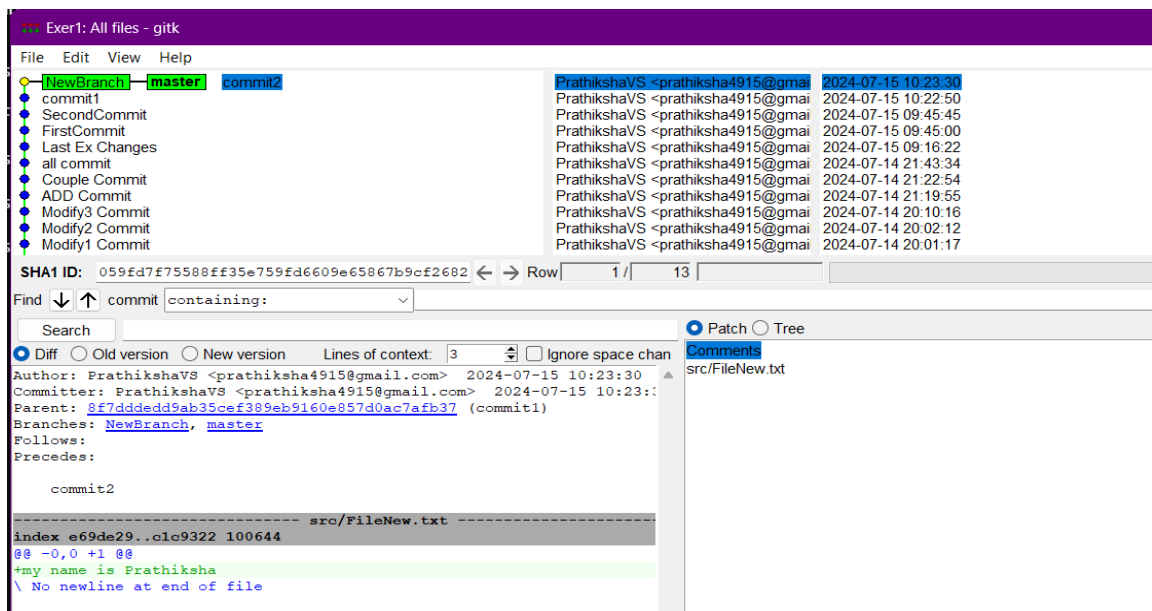 Exer1: All files - gitk
File Edit View Help
NewBranch master commit2 PrathikshaVS <prathiksha4915@gmai 2024-07-15 10:23:30
commit1 PrathikshaVS <prathiksha4915@gmai 2024-07-15 10:22:50
SecondCommit PrathikshaVS <prathiksha4915@gmai 2024-07-15 09:45:45
FirstCommit PrathikshaVS <prathiksha4915@gmai 2024-07-15 09:45:00
Last Ex Changes PrathikshaVS <prathiksha4915@gmai 2024-07-15 09:16:22
all commit PrathikshaVS <prathiksha4915@gmai 2024-07-14 21:43:34
Couple Commit PrathikshaVS <prathiksha4915@gmai 2024-07-14 21:22:54
ADD Commit PrathikshaVS <prathiksha4915@gmai 2024-07-14 21:19:55
Modify3 Commit PrathikshaVS <prathiksha4915@gmai 2024-07-14 20:10:16
Modify2 Commit PrathikshaVS <prathiksha4915@gmai 2024-07-14 20:02:12
Modify1 Commit PrathikshaVS <prathiksha4915@gmai 2024-07-14 20:01:17
SHA1 ID: 059fd7f75588ff35e759fd6609e65867b9cf2682 Row 1 / 13
Find commit containing:
Search
Diff Old version New version Lines of context: 3 Ignore space chan
Author: PrathikshaVS <prathiksha4915@gmail.com> 2024-07-15 10:23:30
Committer: PrathikshaVS <prathiksha4915@gmail.com> 2024-07-15 10:23:
Parent: 8f7dddedd9ab35cef389eb9160e857d0ac7afb37 (commit1)
Branches: NewBranch, master
Follows:
Precedes:
commit2
------------------------------ src/FileNew.txt -----------------------
index e69de29..c1c9322 100644
@@ -0,0 +1 @@
+my name is Prathiksha
\ No newline at end of file
Patch Tree
Comments
src/FileNew.txt